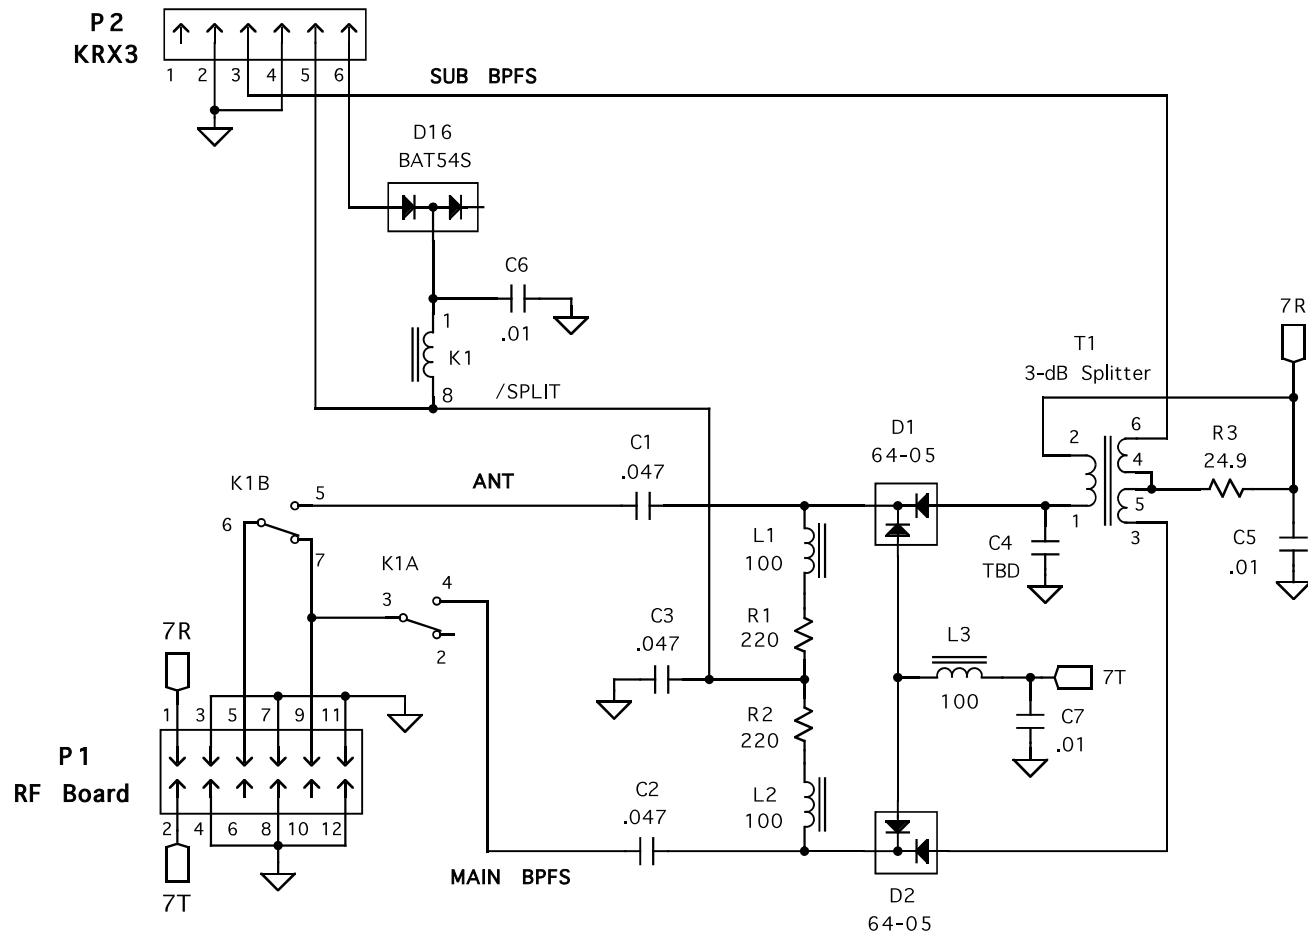 P2
KRX3
1 2 3 4 5 6
SUB BPFS
D16
BAT54S
C6
.01
1
K1
8
/SPLIT
7R
T1
3-dB Splitter
2
6
4
R3
24.9
1
5
3
C5
.01
C4
TBD
D1
64-05
C1
.047
ANT
K1B
5
6
7
K1A
4
3
2
L1
100
R1
220
C3
.047
R2
220
L2
100
L3
100
7T
C7
.01
7R
1 3 5 7 9 11
P1
RF Board
2 4 6 8 10 12
7T
C2
.047
MAIN BPFS
D2
64-05